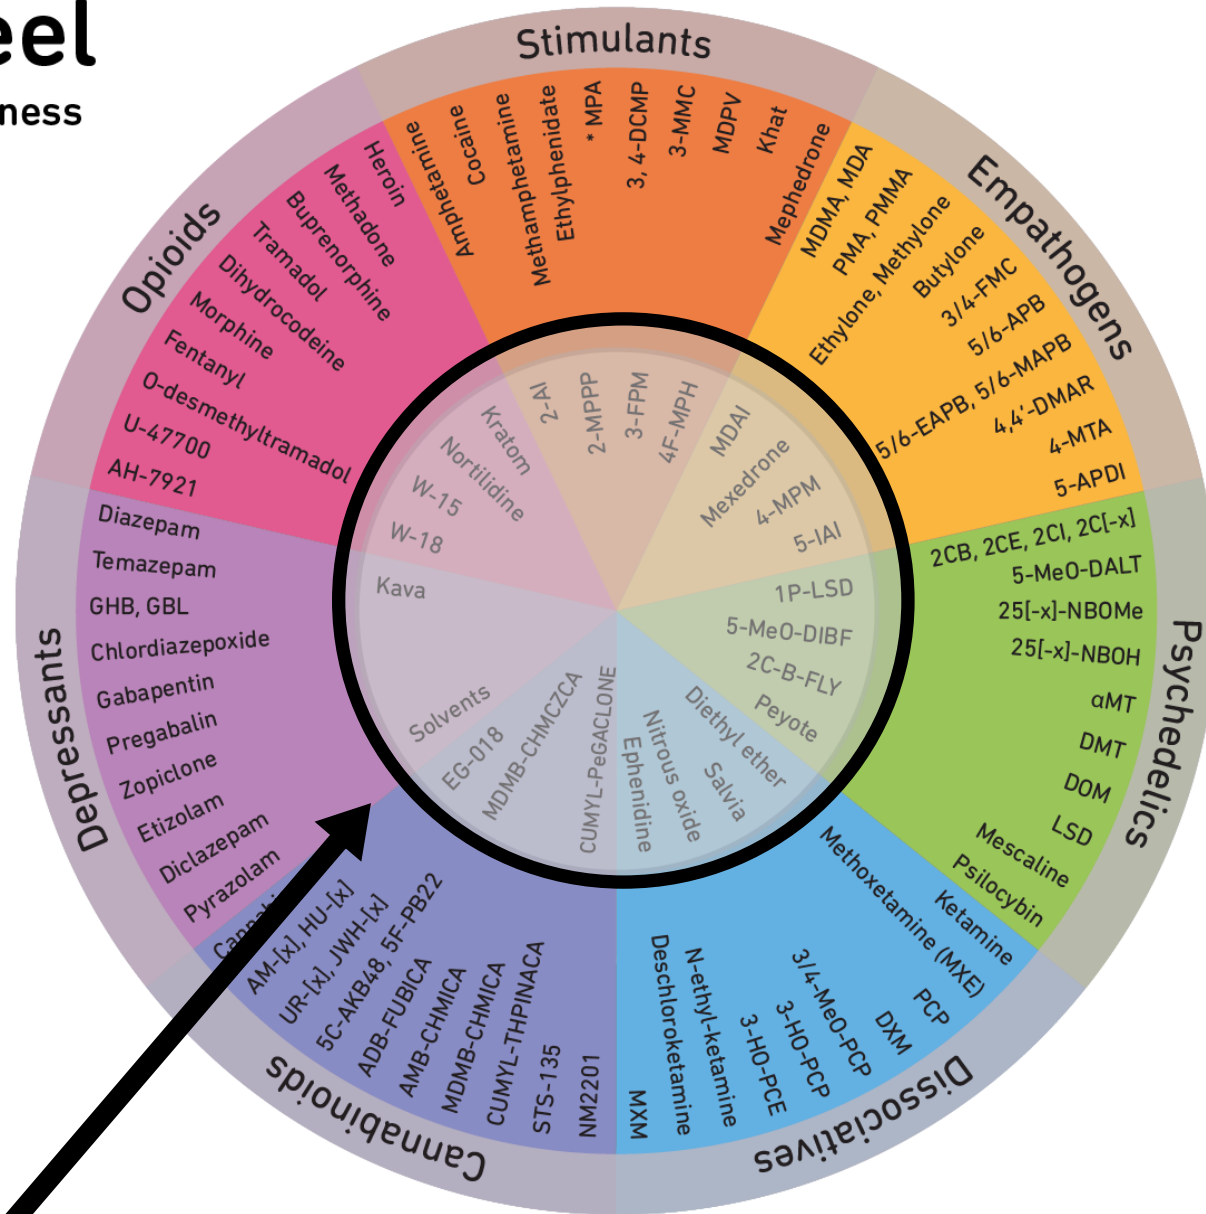 eel
ness
Stimulants
Amphetamine
Cocaine
Methamphetamine
Ethylphenidate
* MPA
3, 4-DCMP
3-MMC
MDPV
Khat
Mephedrone
2-AI
2-MPPP
3-FPM
4F-MPH
Empathogens
MDMA, MDA
PMA, PMMA
Ethylone, Methylone
Butylone
3/4-FMC
5/6-APB
5/6-EAPB, 5/6-MAPB
4,4'-DMAR
4-MTA
5-APDI
MDAI
Mexedrone
4-MPM
5-IAI
Psychedelics
2CB, 2CE, 2CI, 2C[-x]
5-MeO-DALT
25[-x]-NBOMe
25[-x]-NBOH
αMT
DMT
DOM
LSD
Mescaline
Psilocybin
1P-LSD
5-MeO-DIBF
2C-B-FLY
Peyote
Dissociatives
Ketamine
Methoxetamine (MXE)
PCP
DXM
3/4-MeO-PCP
3-HO-PCP
3-HO-PCE
N-ethyl-ketamine
Deschloroketamine
MXM
Diethyl ether
Salvia
Nitrous oxide
Ephenidine
Cannabinoids
NM2201
STS-135
CUMYL-THPINACA
MDMB-CHMICA
AMB-CHMICA
ADB-FUBICA
5C-AKB48, 5F-PB22
UR-[x], JWH-[x]
AM-[x], HU-[x]
CUMYL-PeGACLONE
MDMB-CHMCZCA
EG-018
Depressants
Pyrazolam
Diclazepam
Etizolam
Zopiclone
Pregabalin
Gabapentin
Chlordiazepoxide
GHB, GBL
Temazepam
Diazepam
Solvents
Kava
Opioids
AH-7921
U-47700
O-desmethyltramadol
Fentanyl
Morphine
Dihydrocodeine
Tramadol
Buprenorphine
Methadone
Heroin
W-18
W-15
Nortilidine
Kratom